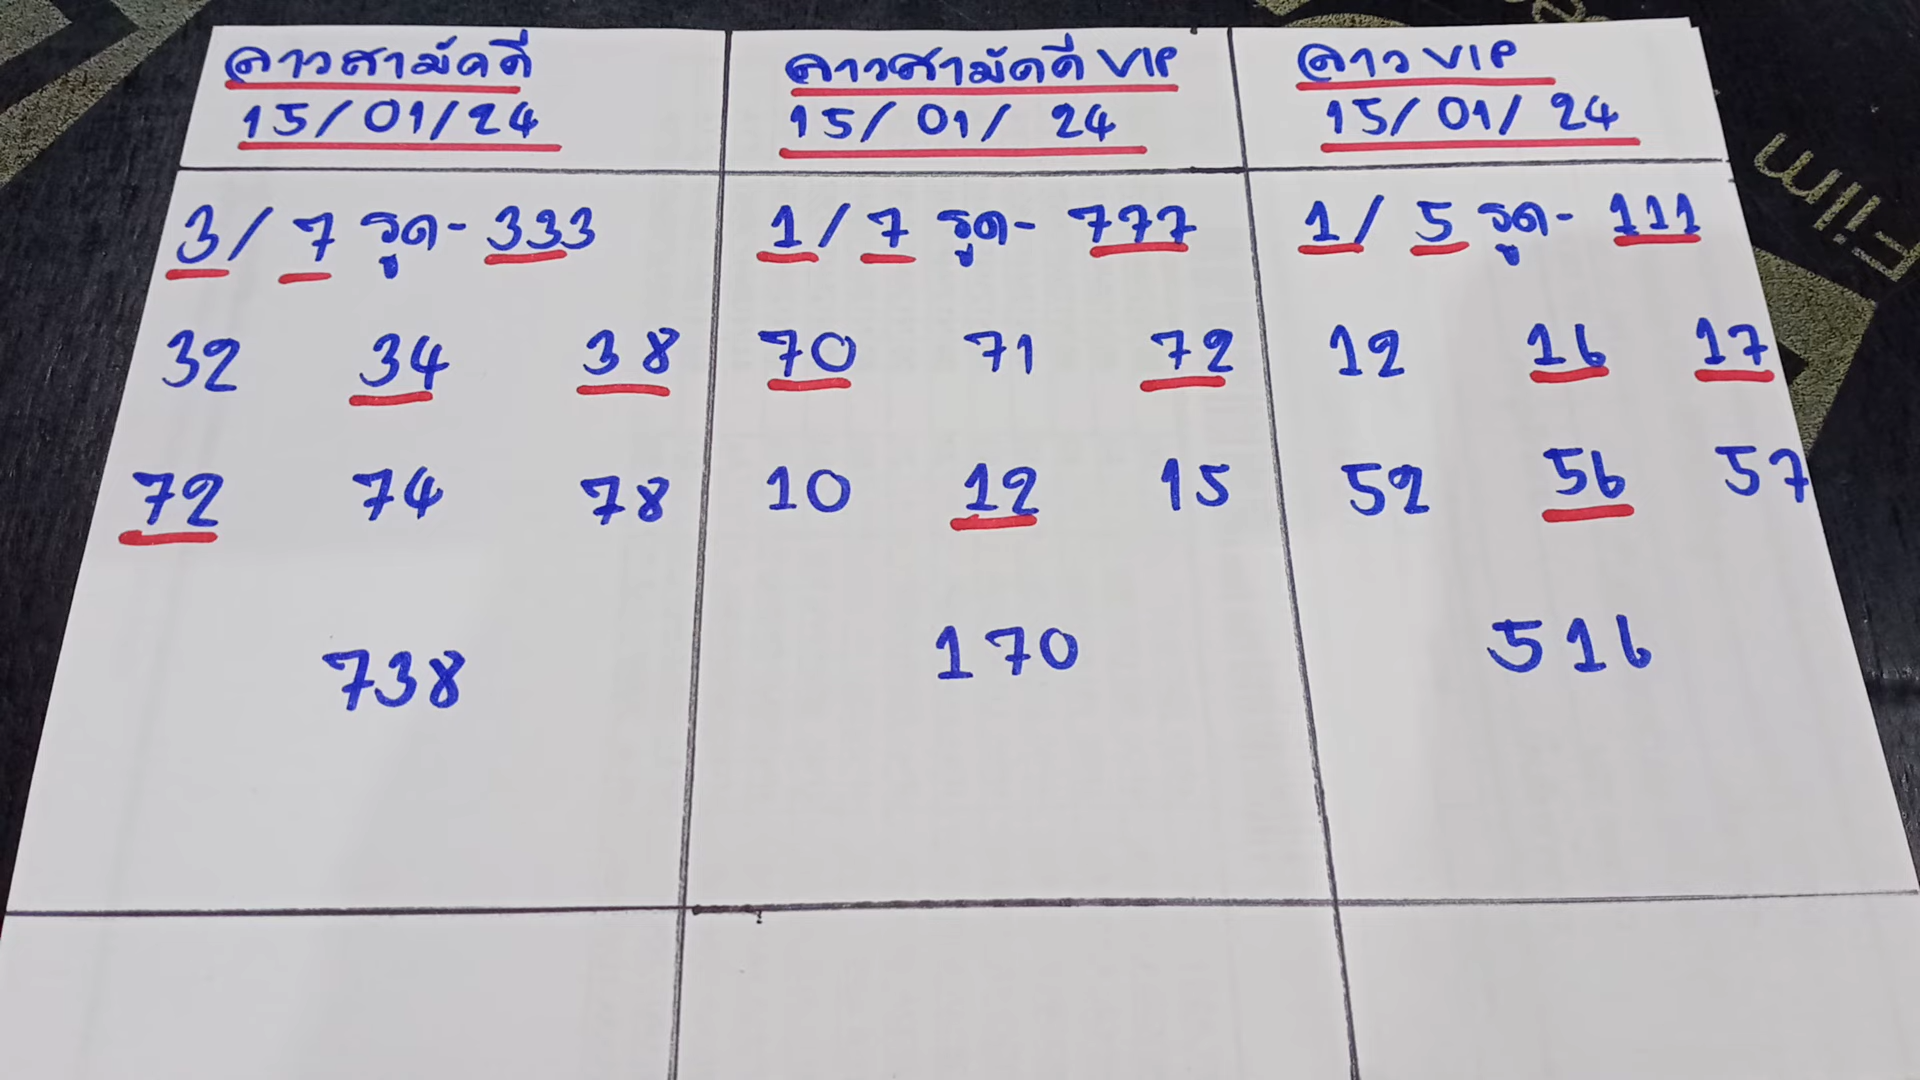 ลาวสามัคคี
15/01/24
3/7 รูด-333
32 34 38
72 74 78
738
ลาวสามัคคี VIP
15/01/24
1/7 รูด-777
70 71 72
10 12 15
170
ลาว VIP
15/01/24
1/5 รูด-111
12 16 17
52 56 57
516
Film